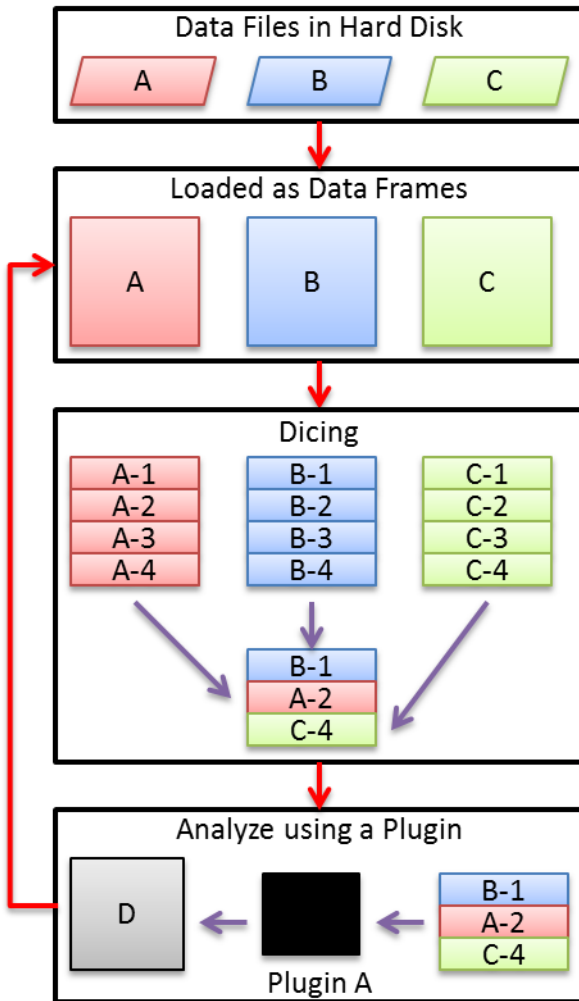 Data Files in Hard Disk
A B C
Loaded as Data Frames
A B C
Dicing
A-1 B-1 C-1
A-2 B-2 C-2
A-3 B-3 C-3
A-4 B-4 C-4
B-1
A-2
C-4
Analyze using a Plugin
B-1
D A-2
C-4
Plugin A